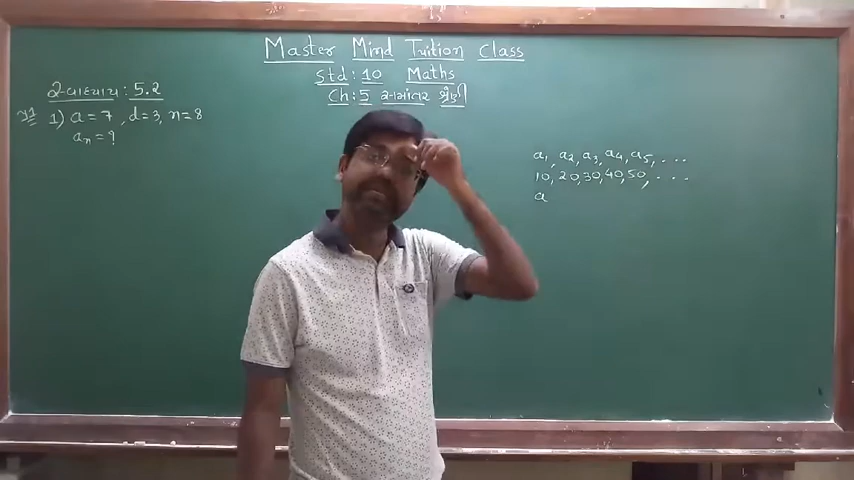 Master Mind Tuition Class
Std: 10 Maths
Ch: 5 સમાંતર શ્રેણી
સ્વાધ્યાય: 5.2
પ્ર1 1) a = 7, d = 3, n = 8
aₙ = ?
a₁, a₂, a₃, a₄, a₅, ...
10, 20, 30, 40, 50, ...
a